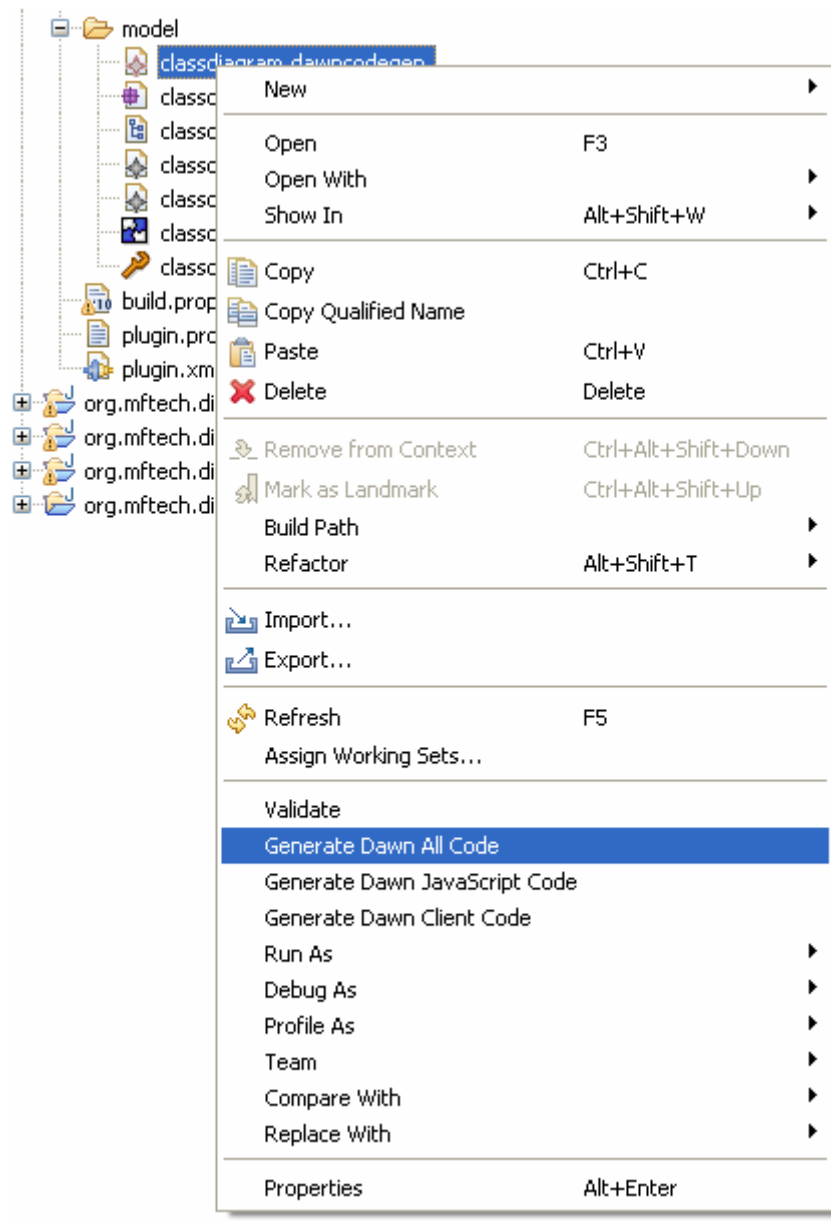 model
classdiagram.dawncodegen
classc
classc
classc
classc
classc
classc
build.prop
plugin.pro
plugin.xm
org.mftech.di
org.mftech.di
org.mftech.di
org.mftech.di
New
Open F3
Open With
Show In Alt+Shift+W
Copy Ctrl+C
Copy Qualified Name
Paste Ctrl+V
Delete Delete
Remove from Context Ctrl+Alt+Shift+Down
Mark as Landmark Ctrl+Alt+Shift+Up
Build Path
Refactor Alt+Shift+T
Import...
Export...
Refresh F5
Assign Working Sets...
Validate
Generate Dawn All Code
Generate Dawn JavaScript Code
Generate Dawn Client Code
Run As
Debug As
Profile As
Team
Compare With
Replace With
Properties Alt+Enter